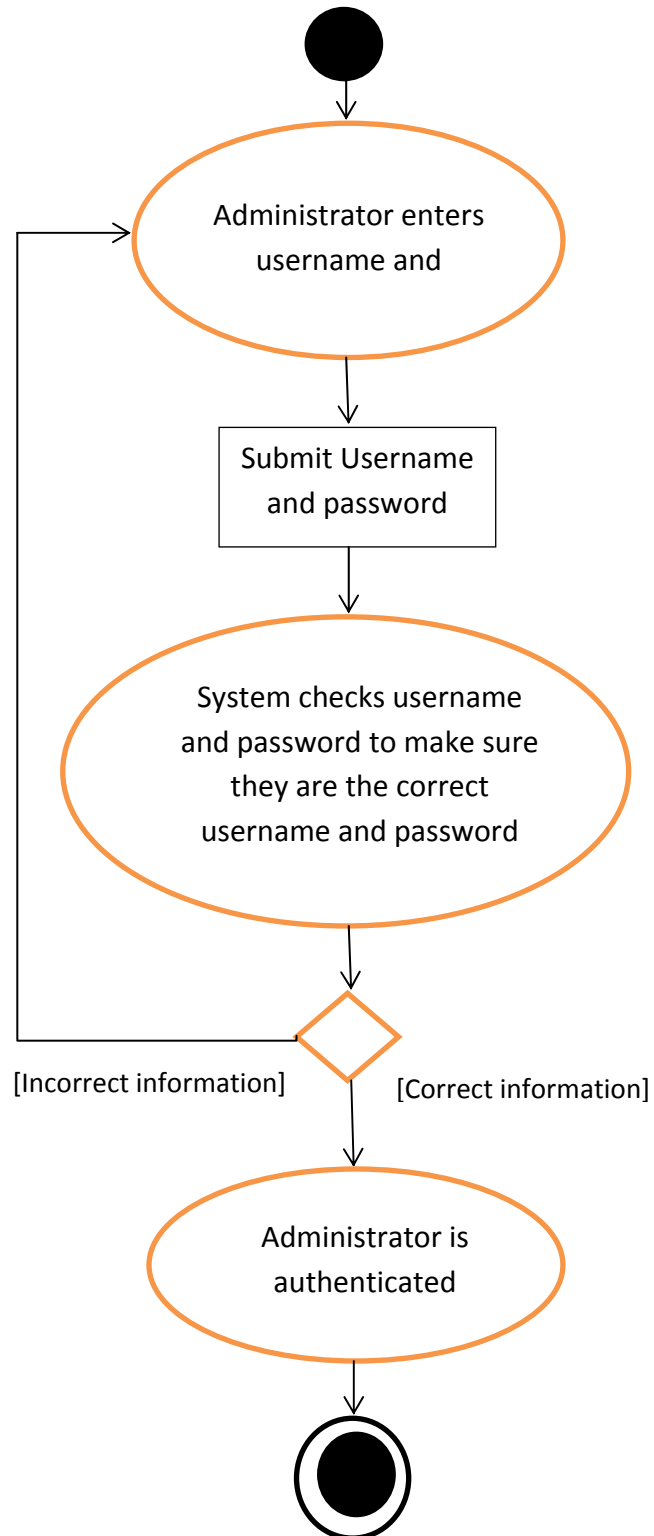 Administrator enters
username and
Submit Username
and password
System checks username
and password to make sure
they are the correct
username and password
[Incorrect information]
[Correct information]
Administrator is
authenticated